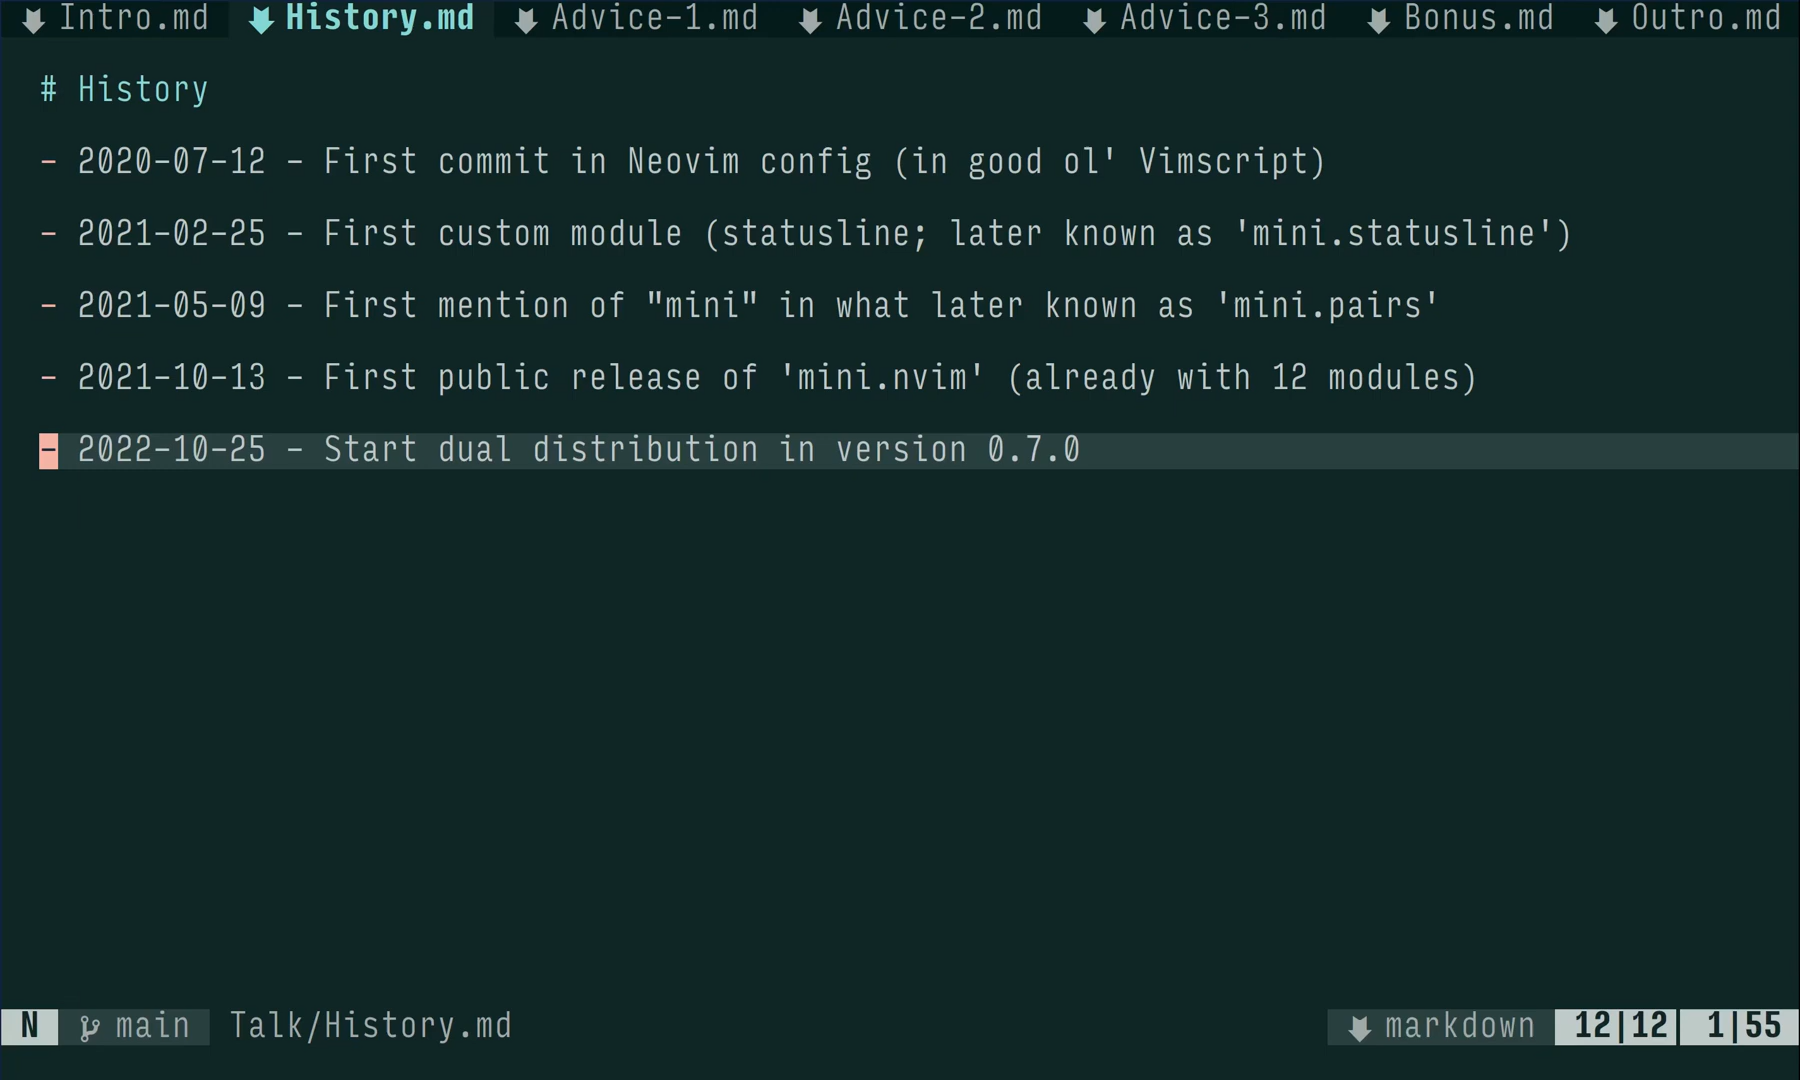 Intro.md History.md Advice-1.md Advice-2.md Advice-3.md Bonus.md Outro.md
# History
- 2020-07-12 - First commit in Neovim config (in good ol' Vimscript)
- 2021-02-25 - First custom module (statusline; later known as 'mini.statusline')
- 2021-05-09 - First mention of "mini" in what later known as 'mini.pairs'
- 2021-10-13 - First public release of 'mini.nvim' (already with 12 modules)
- 2022-10-25 - Start dual distribution in version 0.7.0
N main Talk/History.md markdown 12|12| 1|55